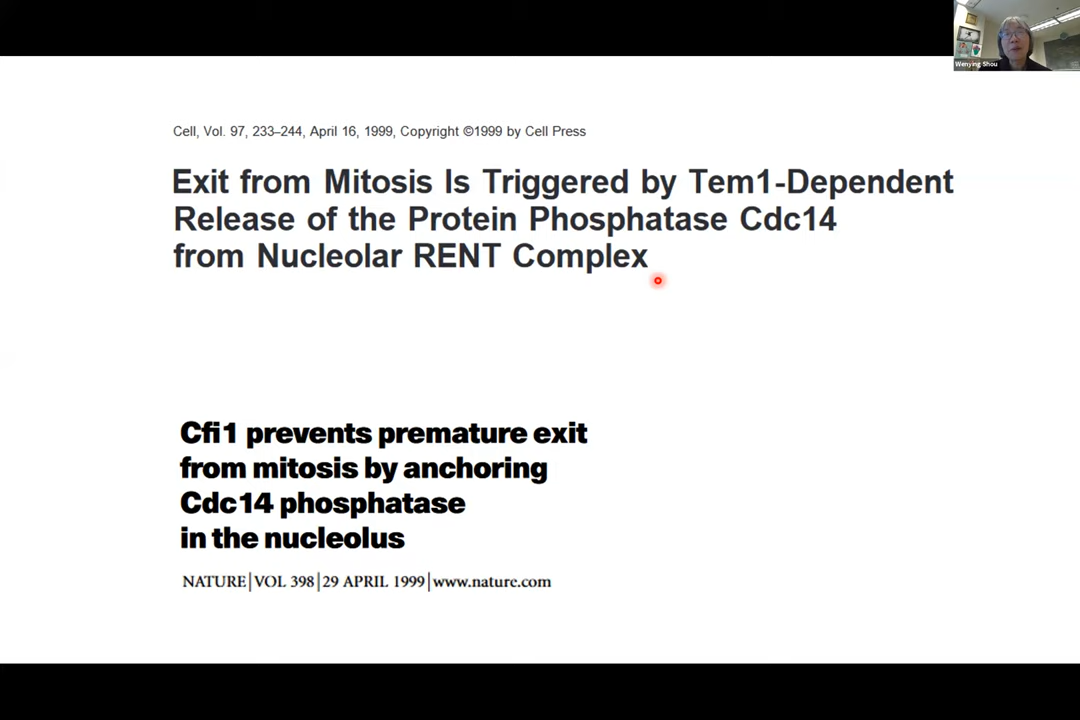 Wenying Shou
Cell, Vol. 97, 233–244, April 16, 1999, Copyright ©1999 by Cell Press
Exit from Mitosis Is Triggered by Tem1-Dependent
Release of the Protein Phosphatase Cdc14
from Nucleolar RENT Complex
Cfi1 prevents premature exit
from mitosis by anchoring
Cdc14 phosphatase
in the nucleolus
NATURE|VOL 398|29 APRIL 1999|www.nature.com